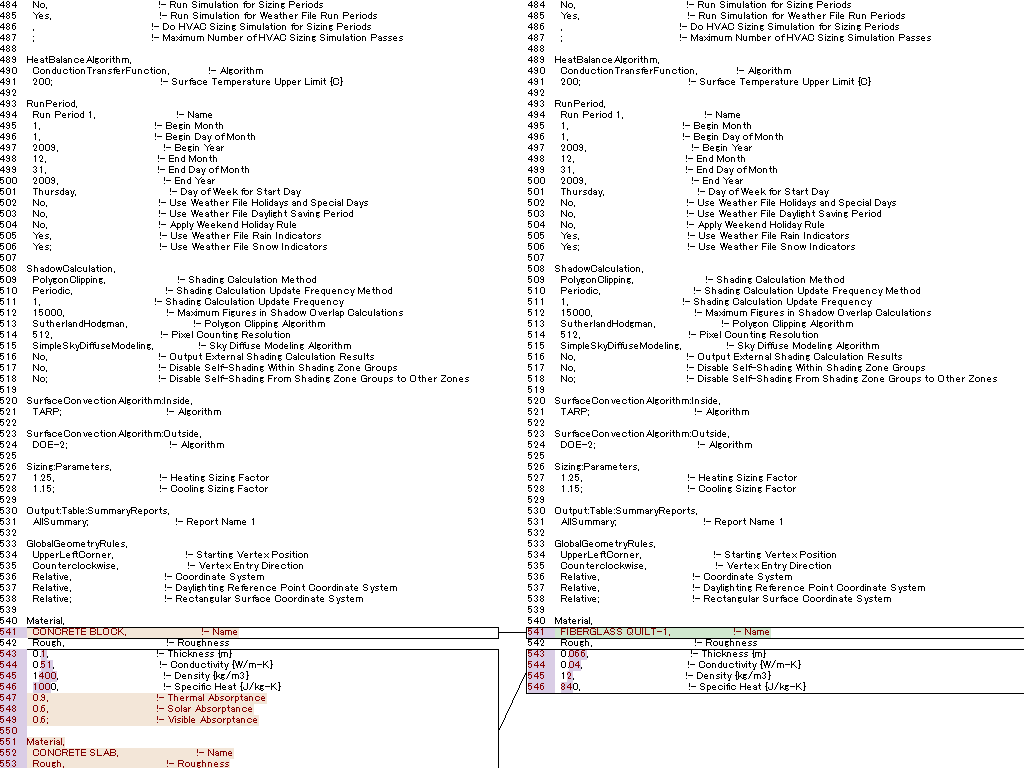 484 No, !- Run Simulation for Sizing Periods
485 Yes, !- Run Simulation for Weather File Run Periods
486 , !- Do HVAC Sizing Simulation for Sizing Periods
487 ; !- Maximum Number of HVAC Sizing Simulation Passes
488
489 HeatBalanceAlgorithm,
490 ConductionTransferFunction, !- Algorithm
491 200; !- Surface Temperature Upper Limit {C}
492
493 RunPeriod,
494 Run Period 1, !- Name
495 1, !- Begin Month
496 1, !- Begin Day of Month
497 2009, !- Begin Year
498 12, !- End Month
499 31, !- End Day of Month
500 2009, !- End Year
501 Thursday, !- Day of Week for Start Day
502 No, !- Use Weather File Holidays and Special Days
503 No, !- Use Weather File Daylight Saving Period
504 No, !- Apply Weekend Holiday Rule
505 Yes, !- Use Weather File Rain Indicators
506 Yes; !- Use Weather File Snow Indicators
507
508 ShadowCalculation,
509 PolygonClipping, !- Shading Calculation Method
510 Periodic, !- Shading Calculation Update Frequency Method
511 1, !- Shading Calculation Update Frequency
512 15000, !- Maximum Figures in Shadow Overlap Calculations
513 SutherlandHodgman, !- Polygon Clipping Algorithm
514 512, !- Pixel Counting Resolution
515 SimpleSkyDiffuseModeling, !- Sky Diffuse Modeling Algorithm
516 No, !- Output External Shading Calculation Results
517 No, !- Disable Self-Shading Within Shading Zone Groups
518 No; !- Disable Self-Shading From Shading Zone Groups to Other Zones
519
520 SurfaceConvectionAlgorithm:Inside,
521 TARP; !- Algorithm
522
523 SurfaceConvectionAlgorithm:Outside,
524 DOE-2; !- Algorithm
525
526 Sizing:Parameters,
527 1.25, !- Heating Sizing Factor
528 1.15; !- Cooling Sizing Factor
529
530 Output:Table:SummaryReports,
531 AllSummary; !- Report Name 1
532
533 GlobalGeometryRules,
534 UpperLeftCorner, !- Starting Vertex Position
535 Counterclockwise, !- Vertex Entry Direction
536 Relative, !- Coordinate System
537 Relative, !- Daylighting Reference Point Coordinate System
538 Relative; !- Rectangular Surface Coordinate System
539
540 Material,
541 CONCRETE BLOCK, !- Name
542 Rough, !- Roughness
543 0.1, !- Thickness {m}
544 0.51, !- Conductivity {W/m-K}
545 1400, !- Density {kg/m3}
546 1000, !- Specific Heat {J/kg-K}
547 0.9, !- Thermal Absorptance
548 0.6, !- Solar Absorptance
549 0.6; !- Visible Absorptance
550
551 Material,
552 CONCRETE SLAB, !- Name
553 Rough, !- Roughness
484 No, !- Run Simulation for Sizing Periods
485 Yes, !- Run Simulation for Weather File Run Periods
486 , !- Do HVAC Sizing Simulation for Sizing Periods
487 ; !- Maximum Number of HVAC Sizing Simulation Passes
488
489 HeatBalanceAlgorithm,
490 ConductionTransferFunction, !- Algorithm
491 200; !- Surface Temperature Upper Limit {C}
492
493 RunPeriod,
494 Run Period 1, !- Name
495 1, !- Begin Month
496 1, !- Begin Day of Month
497 2009, !- Begin Year
498 12, !- End Month
499 31, !- End Day of Month
500 2009, !- End Year
501 Thursday, !- Day of Week for Start Day
502 No, !- Use Weather File Holidays and Special Days
503 No, !- Use Weather File Daylight Saving Period
504 No, !- Apply Weekend Holiday Rule
505 Yes, !- Use Weather File Rain Indicators
506 Yes; !- Use Weather File Snow Indicators
507
508 ShadowCalculation,
509 PolygonClipping, !- Shading Calculation Method
510 Periodic, !- Shading Calculation Update Frequency Method
511 1, !- Shading Calculation Update Frequency
512 15000, !- Maximum Figures in Shadow Overlap Calculations
513 SutherlandHodgman, !- Polygon Clipping Algorithm
514 512, !- Pixel Counting Resolution
515 SimpleSkyDiffuseModeling, !- Sky Diffuse Modeling Algorithm
516 No, !- Output External Shading Calculation Results
517 No, !- Disable Self-Shading Within Shading Zone Groups
518 No; !- Disable Self-Shading From Shading Zone Groups to Other Zones
519
520 SurfaceConvectionAlgorithm:Inside,
521 TARP; !- Algorithm
522
523 SurfaceConvectionAlgorithm:Outside,
524 DOE-2; !- Algorithm
525
526 Sizing:Parameters,
527 1.25, !- Heating Sizing Factor
528 1.15; !- Cooling Sizing Factor
529
530 Output:Table:SummaryReports,
531 AllSummary; !- Report Name 1
532
533 GlobalGeometryRules,
534 UpperLeftCorner, !- Starting Vertex Position
535 Counterclockwise, !- Vertex Entry Direction
536 Relative, !- Coordinate System
537 Relative, !- Daylighting Reference Point Coordinate System
538 Relative; !- Rectangular Surface Coordinate System
539
540 Material,
541 FIBERGLASS QUILT-1, !- Name
542 Rough, !- Roughness
543 0.066, !- Thickness {m}
544 0.04, !- Conductivity {W/m-K}
545 12, !- Density {kg/m3}
546 840, !- Specific Heat {J/kg-K}